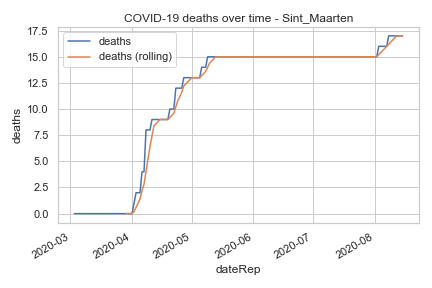 COVID-19 deaths over time - Sint_Maarten
17.5
15.0
12.5
10.0
7.5
5.0
2.5
0.0
deaths
deaths
deaths (rolling)
2020-03
2020-04
2020-05
2020-06
2020-07
2020-08
dateRep